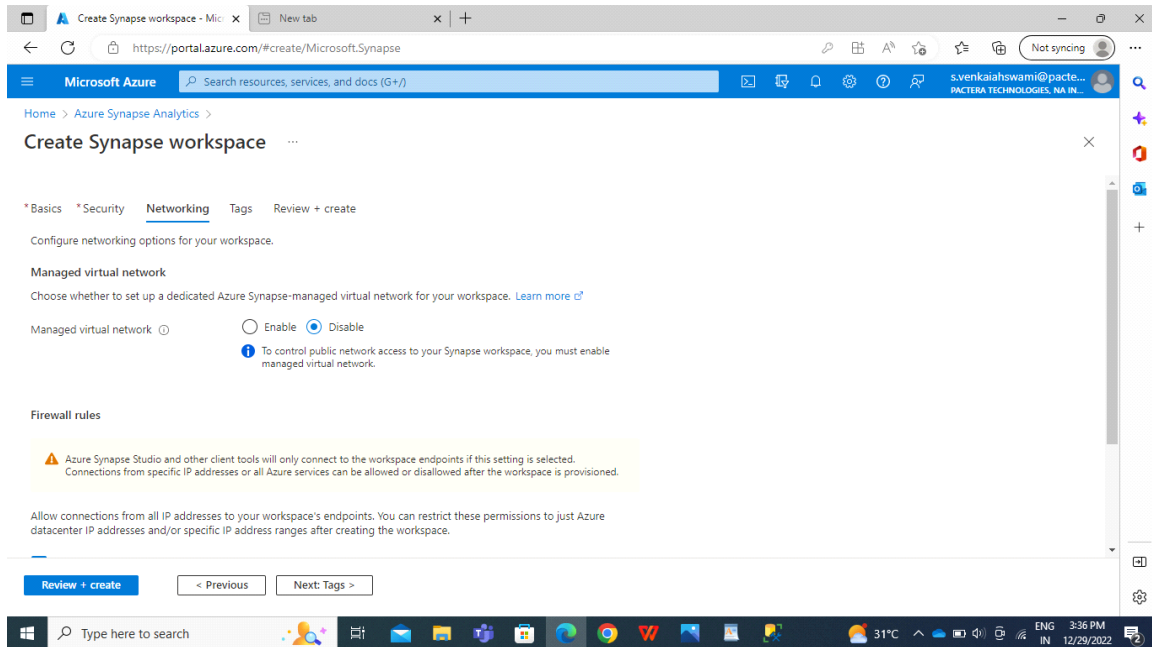 Create Synapse workspace - Mic
New tab
https://portal.azure.com/#create/Microsoft.Synapse
Not syncing
Microsoft Azure
Search resources, services, and docs (G+/)
s.venkaiahswami@pacte...
PACTERA TECHNOLOGIES, NA IN...
Home > Azure Synapse Analytics >
Create Synapse workspace ...
* Basics * Security Networking Tags Review + create
Configure networking options for your workspace.
Managed virtual network
Choose whether to set up a dedicated Azure Synapse-managed virtual network for your workspace. Learn more
Managed virtual network
Enable Disable
To control public network access to your Synapse workspace, you must enable
managed virtual network.
Firewall rules
Azure Synapse Studio and other client tools will only connect to the workspace endpoints if this setting is selected.
Connections from specific IP addresses or all Azure services can be allowed or disallowed after the workspace is provisioned.
Allow connections from all IP addresses to your workspace's endpoints. You can restrict these permissions to just Azure
datacenter IP addresses and/or specific IP address ranges after creating the workspace.
Review + create
< Previous
Next: Tags >
Type here to search
31°C
ENG
IN
3:36 PM
12/29/2022
2